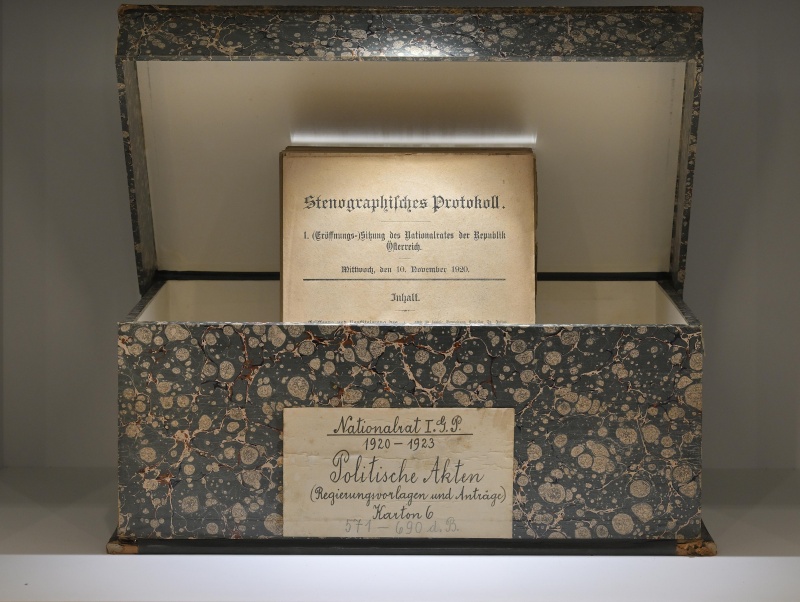 Stenographisches Protokoll.
1. (Eröffnungs-)Sitzung des Nationalrates der Republik
Österreich.
Mittwoch, den 10. November 1920.
Inhalt.
Nationalrat I. G. P.
1920 – 1923
Politische Akten
(Regierungsvorlagen und Anträge)
Karton 6
571 – 690 d. B.